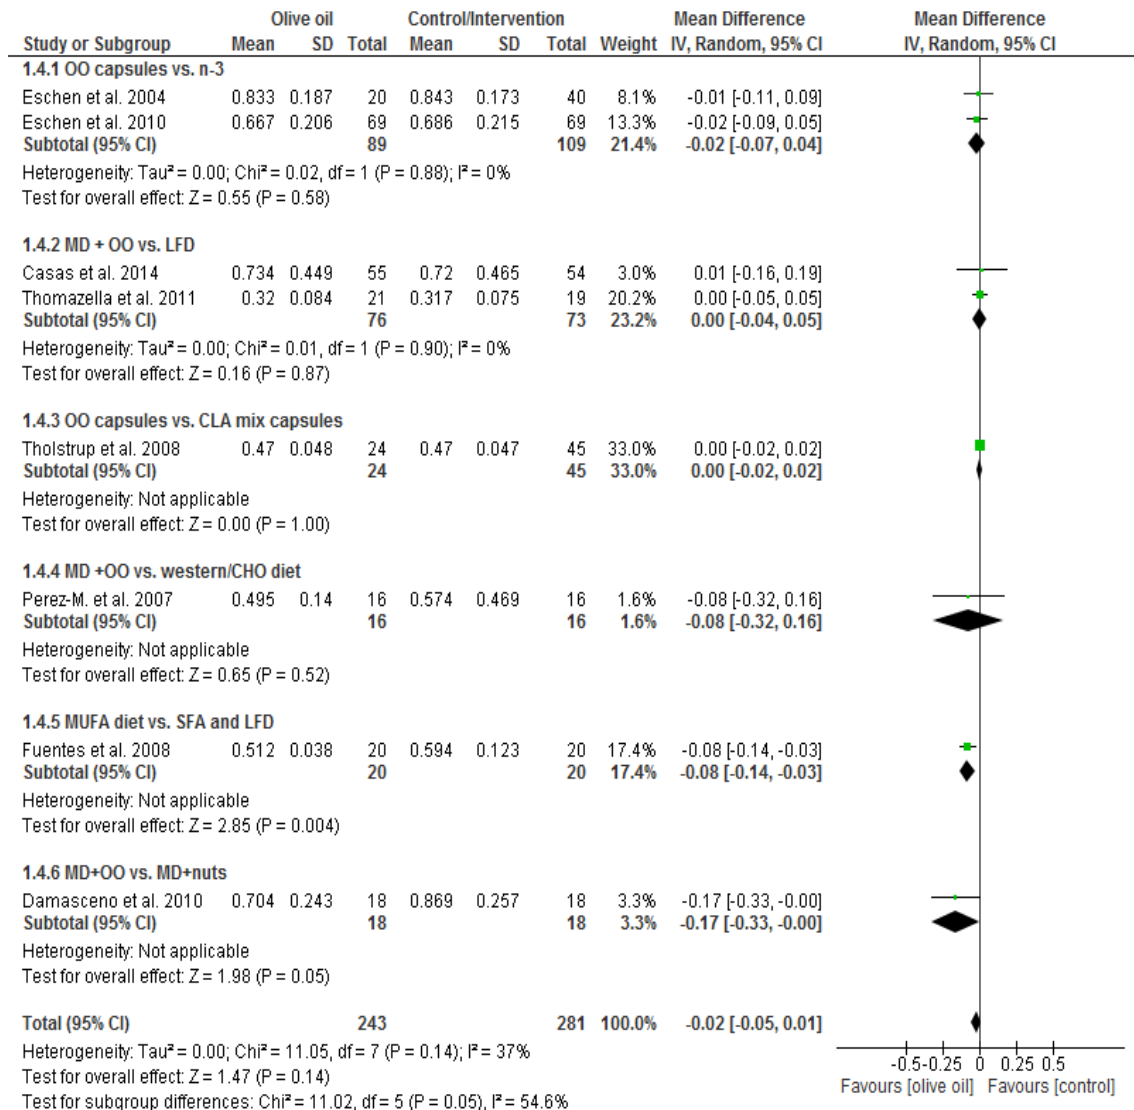 Olive oil Control/Intervention Mean Difference Mean Difference
Study or Subgroup Mean SD Total Mean SD Total Weight IV, Random, 95% CI IV, Random, 95% CI
1.4.1 OO capsules vs. n-3
Eschen et al. 2004 0.833 0.187 20 0.843 0.173 40 8.1% -0.01 [-0.11, 0.09]
Eschen et al. 2010 0.667 0.206 69 0.686 0.215 69 13.3% -0.02 [-0.09, 0.05]
Subtotal (95% CI) 89 109 21.4% -0.02 [-0.07, 0.04]
Heterogeneity: Tau² = 0.00; Chi² = 0.02, df = 1 (P = 0.88); I² = 0%
Test for overall effect: Z = 0.55 (P = 0.58)
1.4.2 MD + OO vs. LFD
Casas et al. 2014 0.734 0.449 55 0.72 0.465 54 3.0% 0.01 [-0.16, 0.19]
Thomazella et al. 2011 0.32 0.084 21 0.317 0.075 19 20.2% 0.00 [-0.05, 0.05]
Subtotal (95% CI) 76 73 23.2% 0.00 [-0.04, 0.05]
Heterogeneity: Tau² = 0.00; Chi² = 0.01, df = 1 (P = 0.90); I² = 0%
Test for overall effect: Z = 0.16 (P = 0.87)
1.4.3 OO capsules vs. CLA mix capsules
Tholstrup et al. 2008 0.47 0.048 24 0.47 0.047 45 33.0% 0.00 [-0.02, 0.02]
Subtotal (95% CI) 24 45 33.0% 0.00 [-0.02, 0.02]
Heterogeneity: Not applicable
Test for overall effect: Z = 0.00 (P = 1.00)
1.4.4 MD +OO vs. western/CHO diet
Perez-M. et al. 2007 0.495 0.14 16 0.574 0.469 16 1.6% -0.08 [-0.32, 0.16]
Subtotal (95% CI) 16 16 1.6% -0.08 [-0.32, 0.16]
Heterogeneity: Not applicable
Test for overall effect: Z = 0.65 (P = 0.52)
1.4.5 MUFA diet vs. SFA and LFD
Fuentes et al. 2008 0.512 0.038 20 0.594 0.123 20 17.4% -0.08 [-0.14, -0.03]
Subtotal (95% CI) 20 20 17.4% -0.08 [-0.14, -0.03]
Heterogeneity: Not applicable
Test for overall effect: Z = 2.85 (P = 0.004)
1.4.6 MD+OO vs. MD+nuts
Damasceno et al. 2010 0.704 0.243 18 0.869 0.257 18 3.3% -0.17 [-0.33, -0.00]
Subtotal (95% CI) 18 18 3.3% -0.17 [-0.33, -0.00]
Heterogeneity: Not applicable
Test for overall effect: Z = 1.98 (P = 0.05)
Total (95% CI) 243 281 100.0% -0.02 [-0.05, 0.01]
Heterogeneity: Tau² = 0.00; Chi² = 11.05, df = 7 (P = 0.14); I² = 37%
Test for overall effect: Z = 1.47 (P = 0.14)
Test for subgroup differences: Chi² = 11.02, df = 5 (P = 0.05), I² = 54.6%
-0.5 -0.25 0 0.25 0.5
Favours [olive oil] Favours [control]